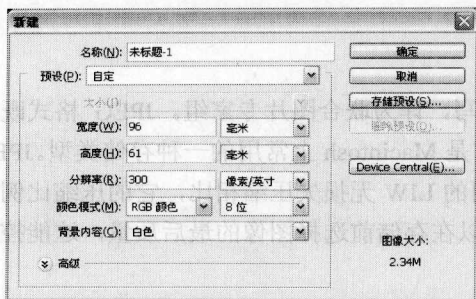 新建
名称(N): 未标题-1 确定
预设(P): 自定 取消
大小(I): 存储预设(S)...
宽度(W): 96 毫米 删除预设(D)...
高度(H): 61 毫米
分辨率(R): 300 像素/英寸 Device Central(E)...
颜色模式(M): RGB 颜色 8 位
背景内容(C): 白色 图像大小:
高级 2.34M